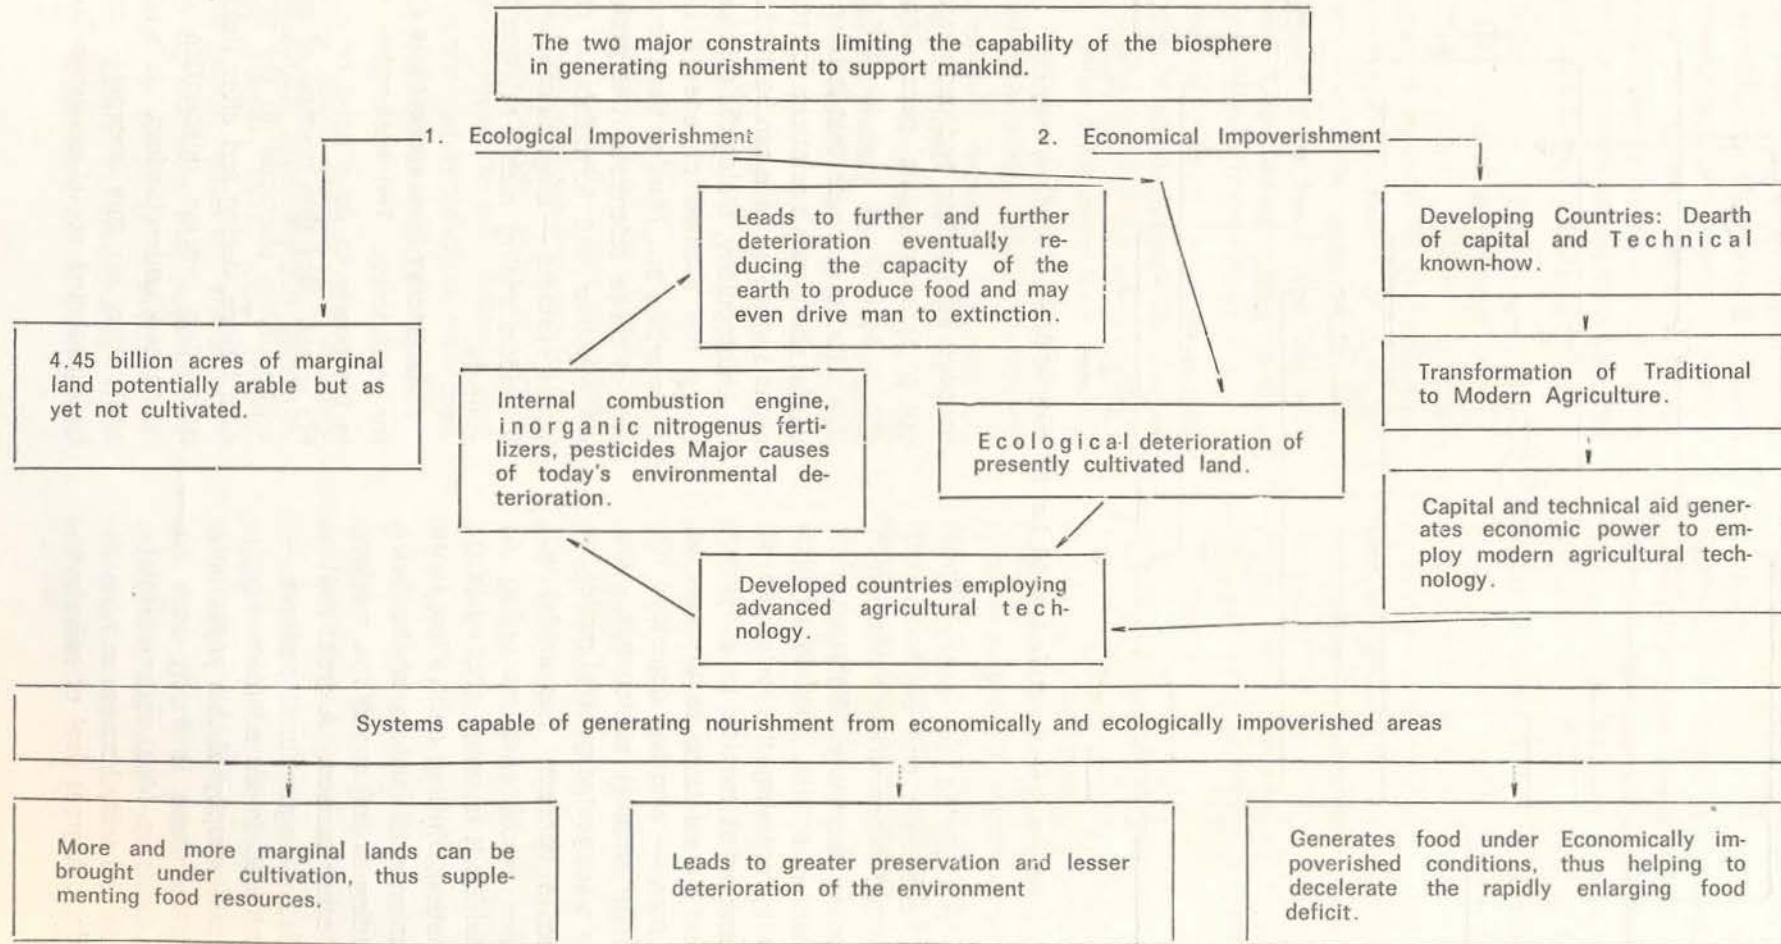 The two major constraints limiting the capability of the biosphere
in generating nourishment to support mankind.
1. Ecological Impoverishment
2. Economical Impoverishment
Leads to further and further
deterioration eventually re-
ducing the capacity of the
earth to produce food and may
even drive man to extinction.
Developing Countries: Dearth
of capital and Technical
known-how.
4.45 billion acres of marginal
land potentially arable but as
yet not cultivated.
Internal combustion engine,
inorganic nitrogenus ferti-
lizers, pesticides Major causes
of today's environmental de-
terioration.
Ecological deterioration of
presently cultivated land.
Transformation of Traditional
to Modern Agriculture.
Capital and technical aid gener-
ates economic power to em-
ploy modern agricultural tech-
nology.
Developed countries employing
advanced agricultural tech-
nology.
Systems capable of generating nourishment from economically and ecologically impoverished areas
More and more marginal lands can be
brought under cultivation, thus supple-
menting food resources.
Leads to greater preservation and lesser
deterioration of the environment
Generates food under Economically im-
poverished conditions, thus helping to
decelerate the rapidly enlarging food
deficit.